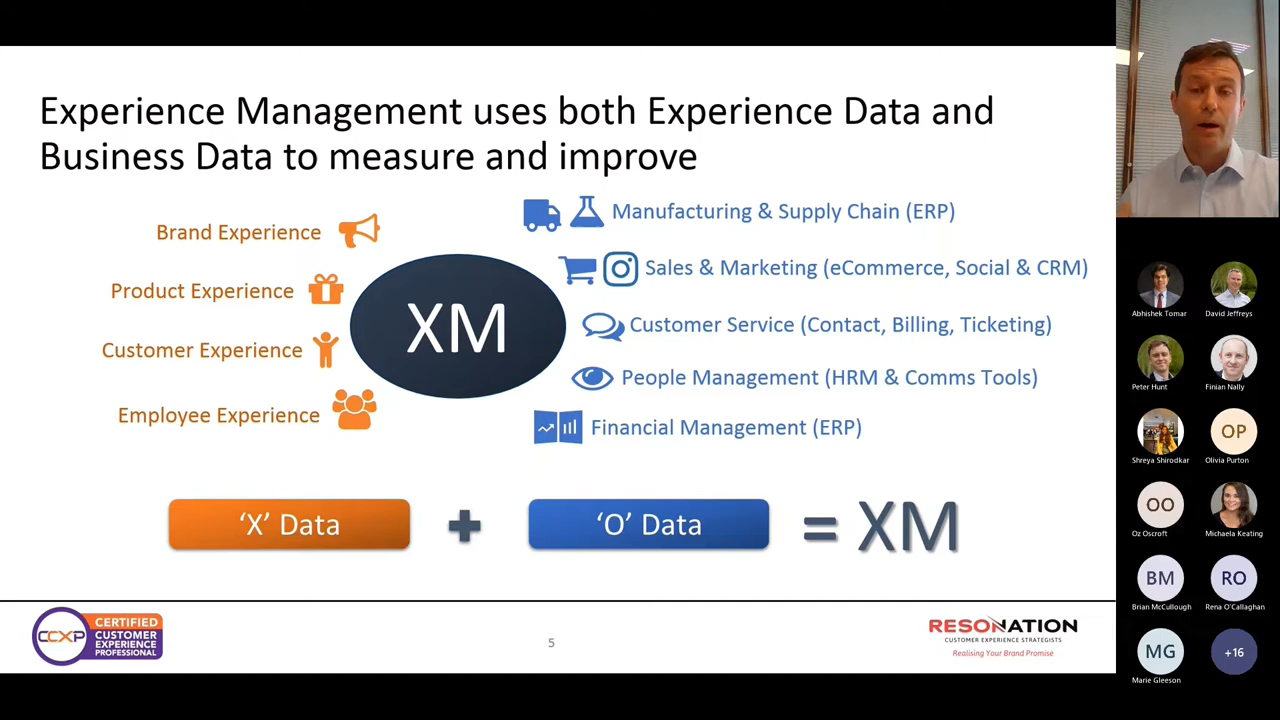 Experience Management uses both Experience Data and
Business Data to measure and improve
Brand Experience
Product Experience
Customer Experience
Employee Experience
XM
Manufacturing & Supply Chain (ERP)
Sales & Marketing (eCommerce, Social & CRM)
Customer Service (Contact, Billing, Ticketing)
People Management (HRM & Comms Tools)
Financial Management (ERP)
‘X’ Data
‘O’ Data
= XM
CCXP
CERTIFIED
CUSTOMER
EXPERIENCE
PROFESSIONAL
5
RESONATION
CUSTOMER EXPERIENCE STRATEGISTS
Realising Your Brand Promise
Abhishek Tomar
David Jeffreys
Peter Hunt
Finian Nally
Shreya Shirodkar
OP
Olivia Purton
OO
Oz Oscroft
Michaela Keating
BM
Brian McCullough
RO
Rena O'Callaghan
MG
Marie Gleeson
+16